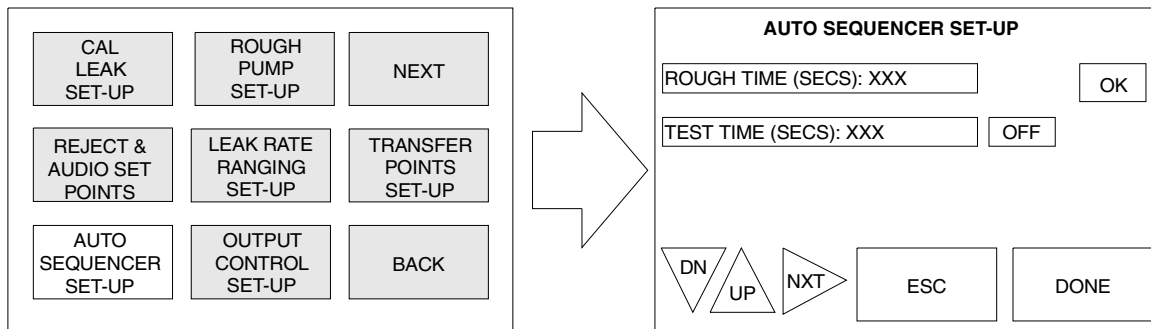 CAL
LEAK
SET-UP
ROUGH
PUMP
SET-UP
NEXT
REJECT &
AUDIO SET
POINTS
LEAK RATE
RANGING
SET-UP
TRANSFER
POINTS
SET-UP
AUTO
SEQUENCER
SET-UP
OUTPUT
CONTROL
SET-UP
BACK
AUTO SEQUENCER SET-UP
ROUGH TIME (SECS): XXX
OK
TEST TIME (SECS): XXX
OFF
DN
UP
NXT
ESC
DONE